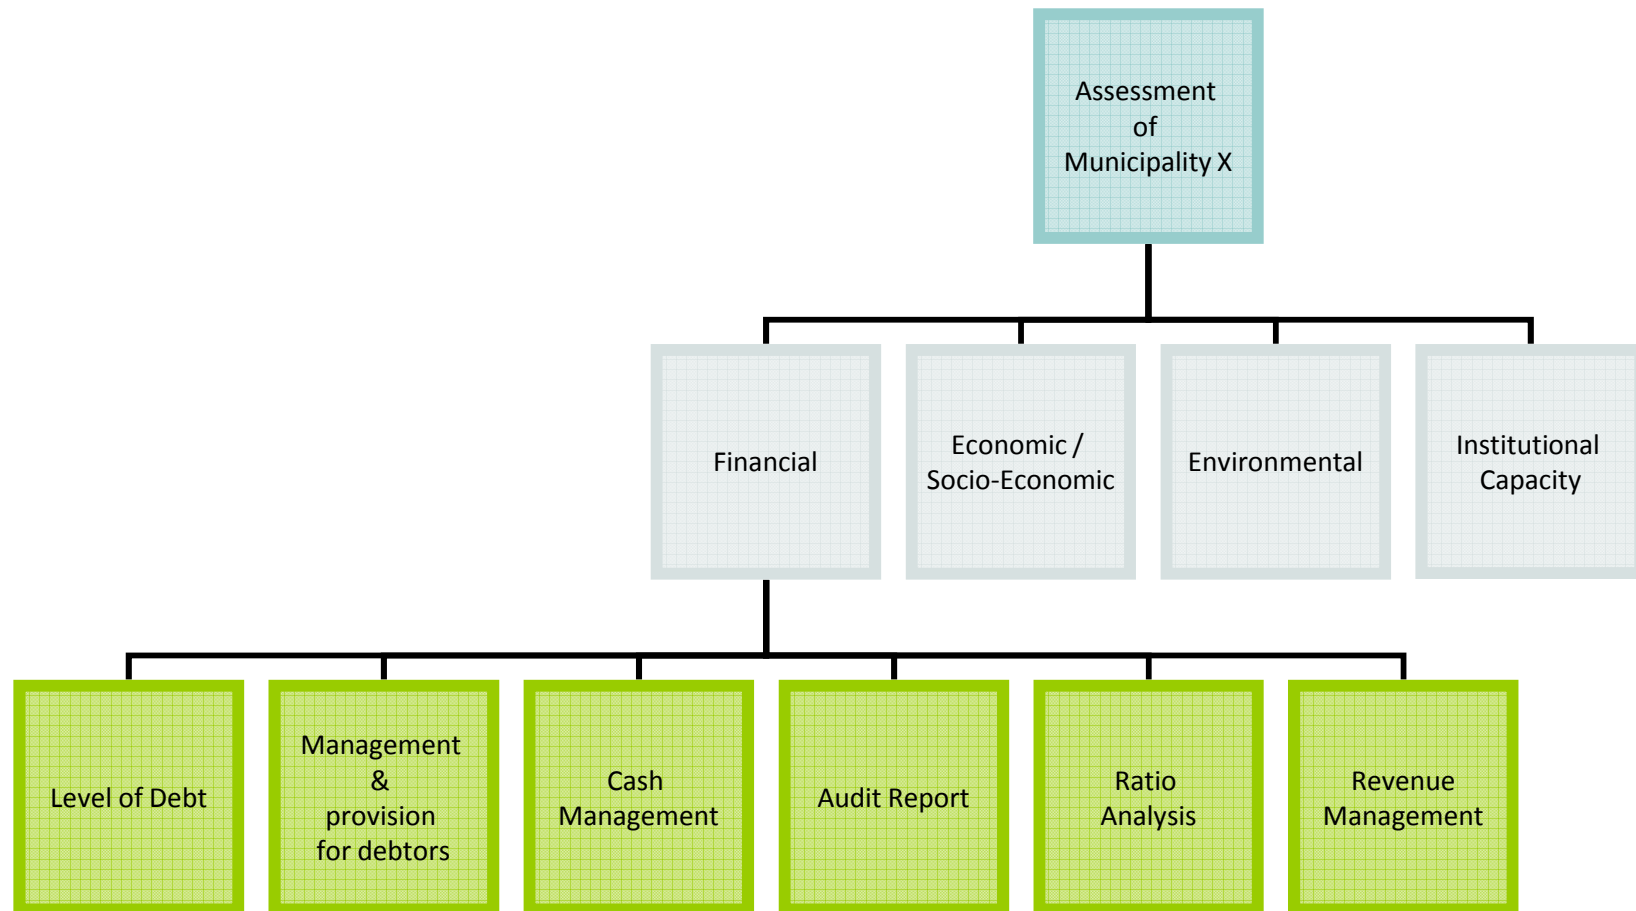 Assessment
of
Municipality X
Financial
Economic /
Socio-Economic
Environmental
Institutional
Capacity
Level of Debt
Management
&
provision
for debtors
Cash
Management
Audit Report
Ratio
Analysis
Revenue
Management